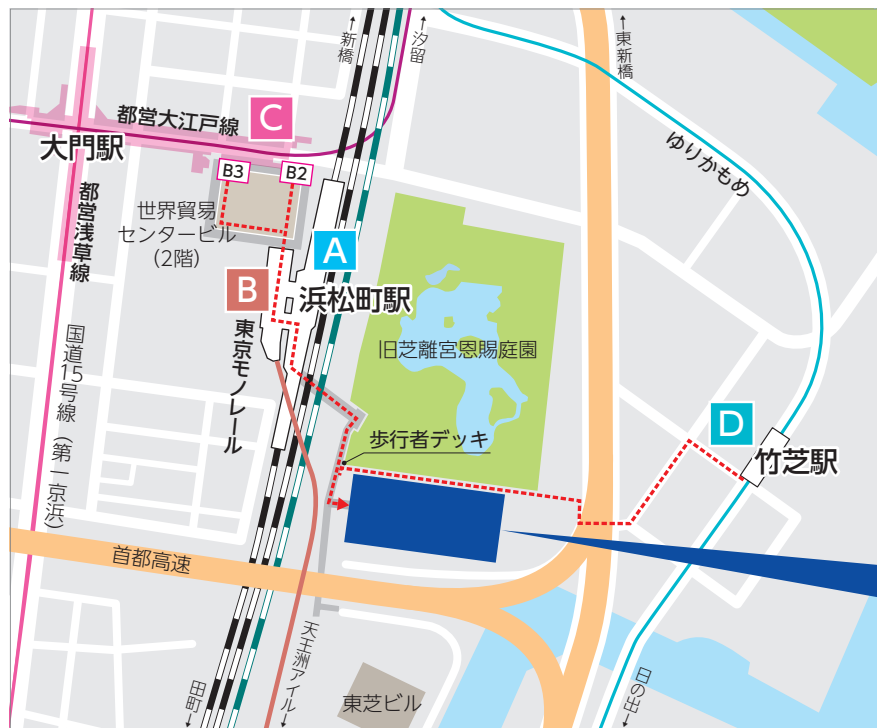 ↑新橋
↑汐留
↑東新橋
都営大江戸線
C
大門駅
ゆりかもめ
B3
B2
都営浅草線
世界貿易
センタービル
(2階)
A
B
浜松町駅
東京モノレール
国道15号線（第一京浜）
旧芝離宮恩賜庭園
D
歩行者デッキ
竹芝駅
首都高速
天王洲アイル↓
田町↓
日の出↓
東芝ビル